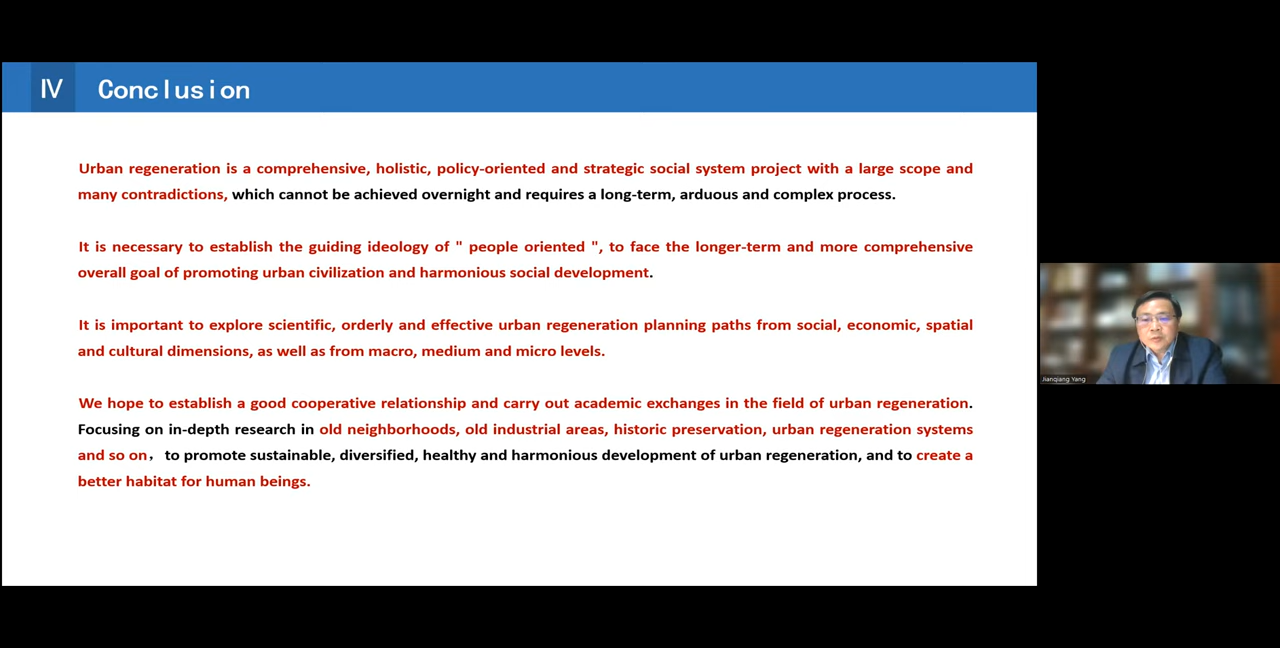 Ⅳ Conclusion
Urban regeneration is a comprehensive, holistic, policy-oriented and strategic social system project with a large scope and
many contradictions, which cannot be achieved overnight and requires a long-term, arduous and complex process.
It is necessary to establish the guiding ideology of " people oriented ", to face the longer-term and more comprehensive
overall goal of promoting urban civilization and harmonious social development.
It is important to explore scientific, orderly and effective urban regeneration planning paths from social, economic, spatial
and cultural dimensions, as well as from macro, medium and micro levels.
We hope to establish a good cooperative relationship and carry out academic exchanges in the field of urban regeneration.
Focusing on in-depth research in old neighborhoods, old industrial areas, historic preservation, urban regeneration systems
and so on， to promote sustainable, diversified, healthy and harmonious development of urban regeneration, and to create a
better habitat for human beings.
Jianqiang Yang